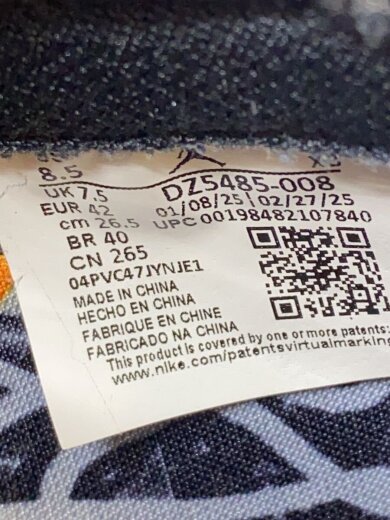 8.5
UK 7.5 DZ5485-008
EUR 42 01/08/25 02/27/25
cm 26.5 UPC 00198482107840
BR 40
CN 265
04PVC47JYNJE1
MADE IN CHINA
HECHO EN CHINA
FABRIQUE EN CHINE
FABRICADO NA CHINA
This product is covered by one or more patents
www.nike.com/patentsvirtualmarking